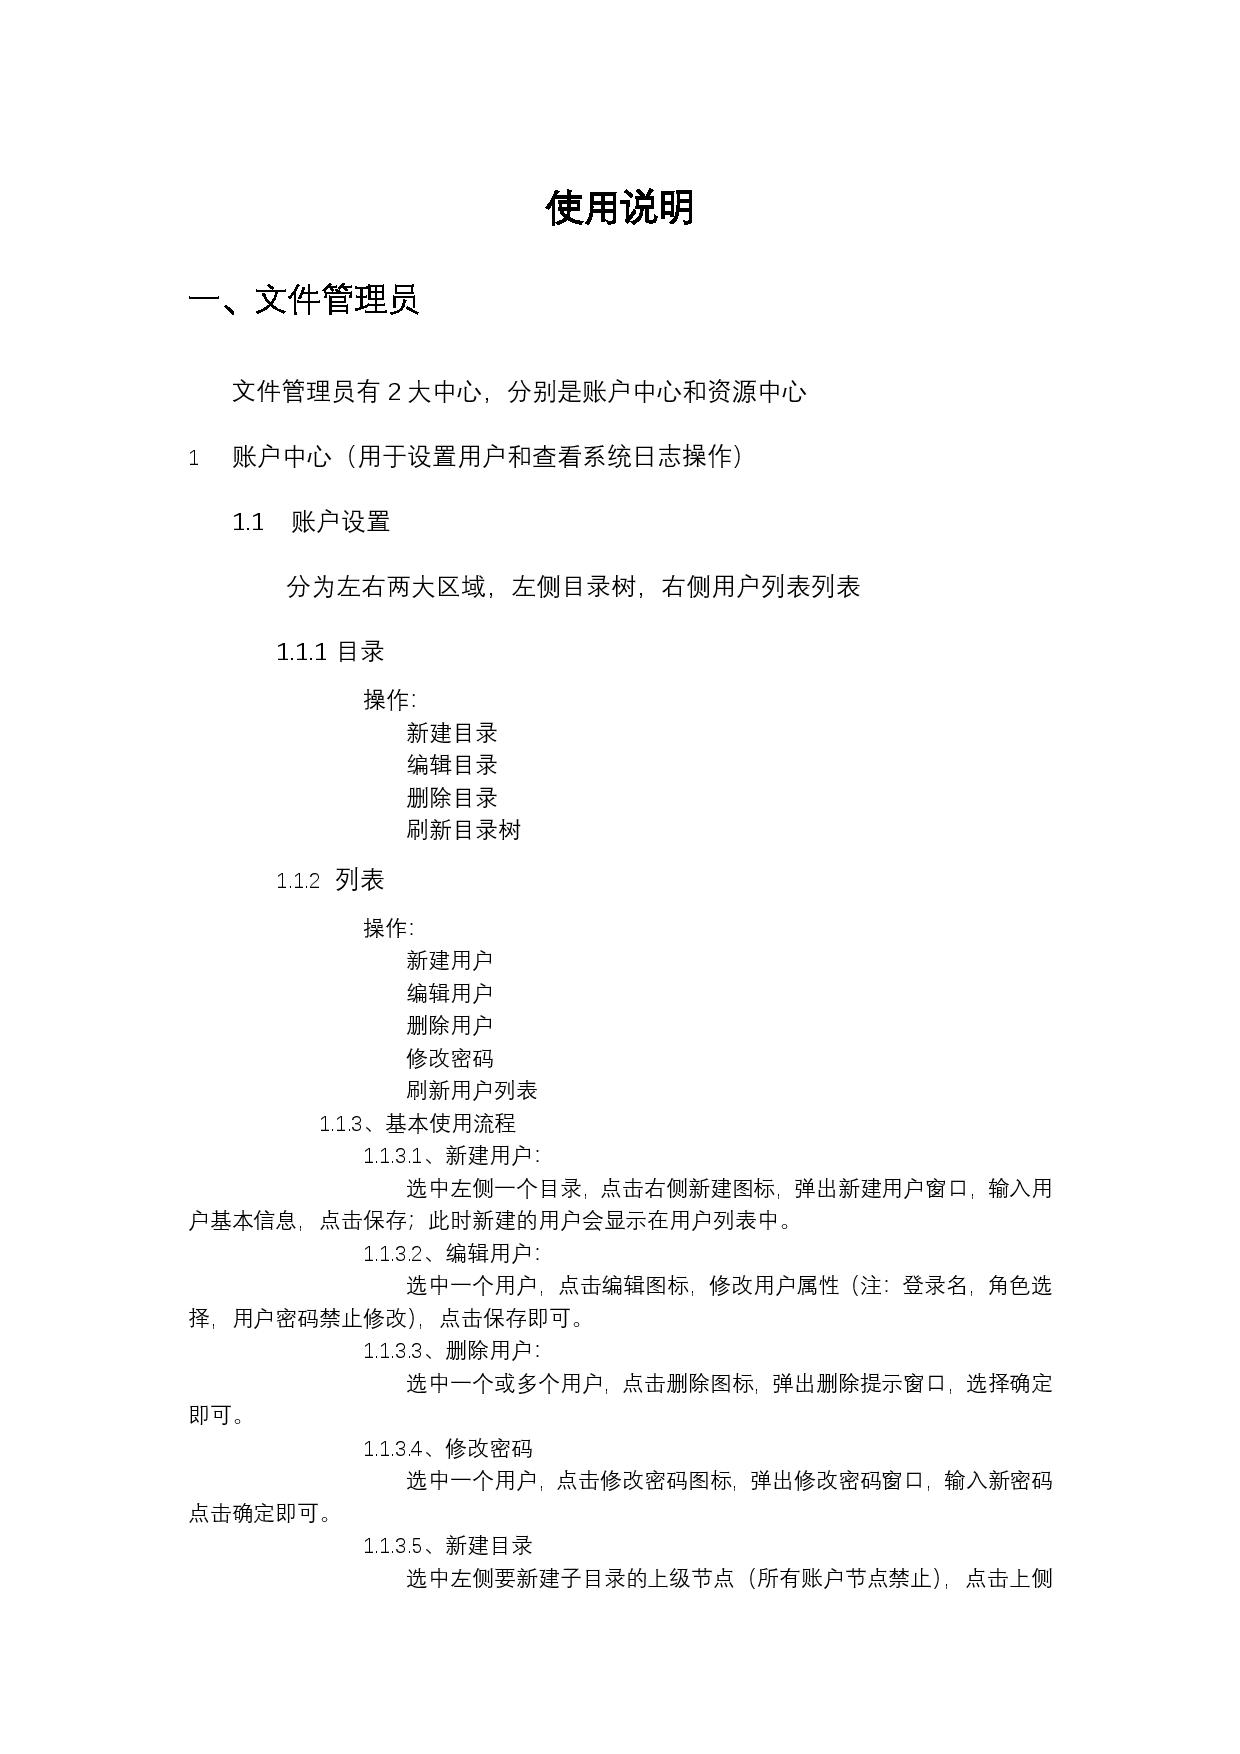 使用说明
一、文件管理员
文件管理员有 2 大中心，分别是账户中心和资源中心
1 账户中心（用于设置用户和查看系统日志操作）
1.1 账户设置
分为左右两大区域，左侧目录树，右侧用户列表列表
1.1.1 目录
操作：
新建目录
编辑目录
删除目录
刷新目录树
1.1.2 列表
操作：
新建用户
编辑用户
删除用户
修改密码
刷新用户列表
1.1.3、基本使用流程
1.1.3.1、新建用户：
选中左侧一个目录，点击右侧新建图标，弹出新建用户窗口，输入用
户基本信息，点击保存；此时新建的用户会显示在用户列表中。
1.1.3.2、编辑用户：
选中一个用户，点击编辑图标，修改用户属性（注：登录名，角色选
择，用户密码禁止修改），点击保存即可。
1.1.3.3、删除用户：
选中一个或多个用户，点击删除图标，弹出删除提示窗口，选择确定
即可。
1.1.3.4、修改密码
选中一个用户，点击修改密码图标，弹出修改密码窗口，输入新密码
点击确定即可。
1.1.3.5、新建目录
选中左侧要新建子目录的上级节点（所有账户节点禁止），点击上侧